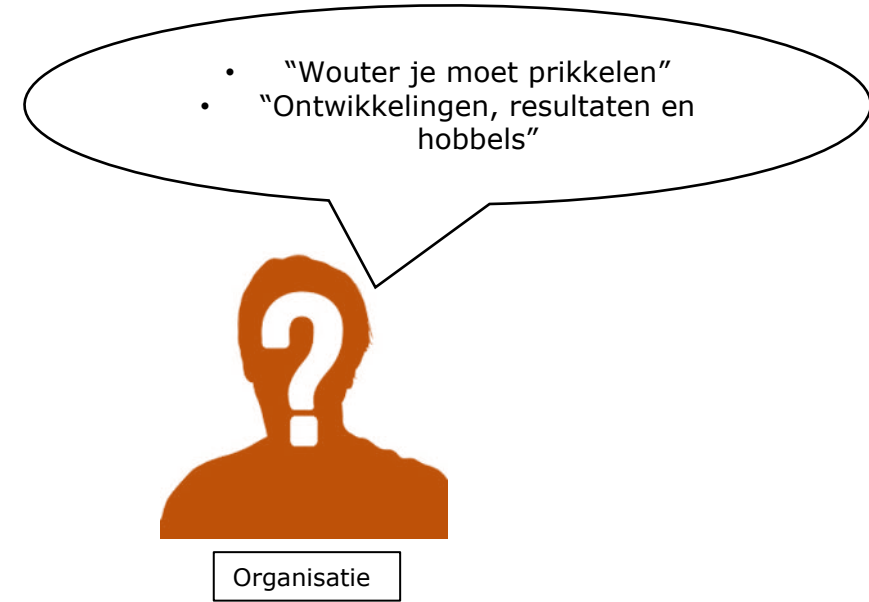 • “Wouter je moet prikkelen”
• “Ontwikkelingen, resultaten en
hobbels”
?
Organisatie